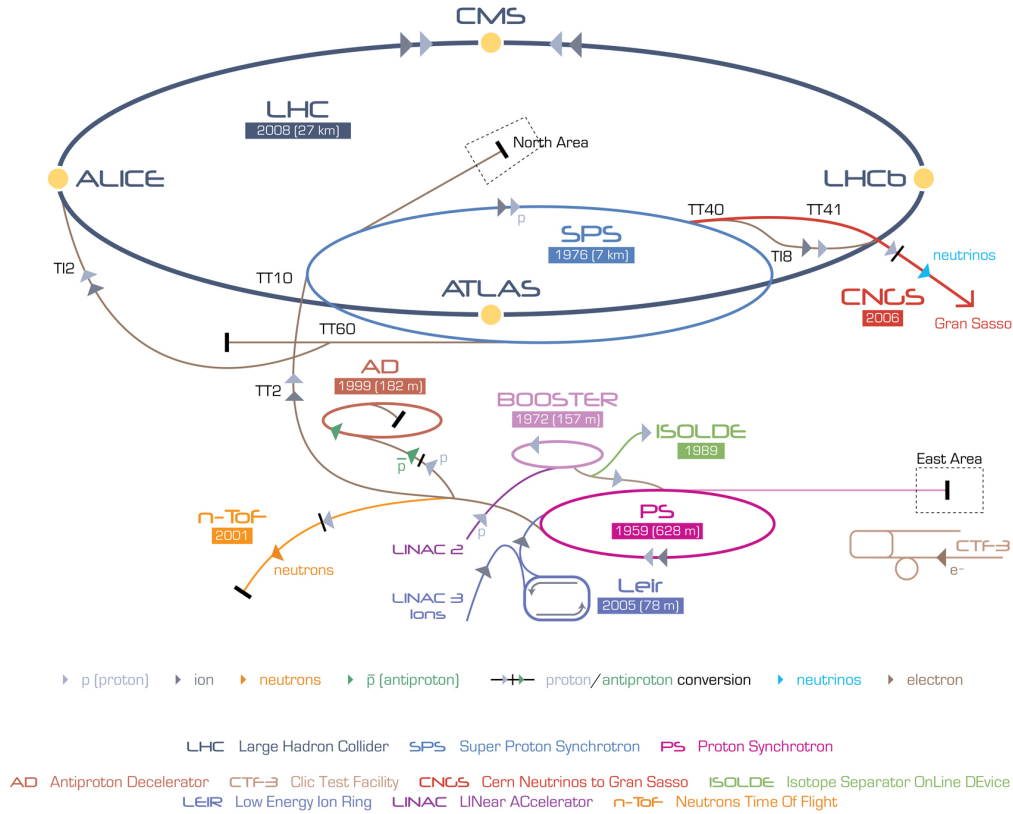 CMS
LHC
2008 (27 km)
North Area
ALICE
LHCb
TT40
TT41
p
SPS
1976 (7 km)
TI8
neutrinos
TI2
TT10
ATLAS
CNGS
2006
Gran Sasso
TT60
AD
1999 (182 m)
TT2
BOOSTER
1972 (157 m)
ISOLDE
1989
p̅
p
East Area
n-ToF
2001
PS
1959 (628 m)
LINAC 2
p
neutrons
CTF-3
e-
LINAC 3
Ions
Leir
2005 (78 m)
p (proton)
ion
neutrons
p̅ (antiproton)
proton/antiproton conversion
neutrinos
electron
LHC Large Hadron Collider SPS Super Proton Synchrotron PS Proton Synchrotron
AD Antiproton Decelerator CTF-3 Clic Test Facility CNGS Cern Neutrinos to Gran Sasso ISOLDE Isotope Separator OnLine DEvice
LEIR Low Energy Ion Ring LINAC LINear ACcelerator n-ToF Neutrons Time Of Flight